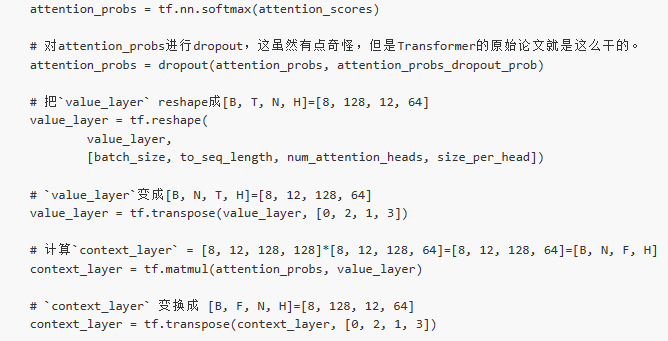 attention_probs = tf.nn.softmax(attention_scores)
# 对attention_probs进行dropout，这虽然有点奇怪，但是Transformer的原始论文就是这么干的。
attention_probs = dropout(attention_probs, attention_probs_dropout_prob)
# 把`value_layer` reshape成[B, T, N, H]=[8, 128, 12, 64]
value_layer = tf.reshape(
value_layer,
[batch_size, to_seq_length, num_attention_heads, size_per_head])
# `value_layer`变成[B, N, T, H]=[8, 12, 128, 64]
value_layer = tf.transpose(value_layer, [0, 2, 1, 3])
# 计算`context_layer` = [8, 12, 128, 128]*[8, 12, 128, 64]=[8, 12, 128, 64]=[B, N, F, H]
context_layer = tf.matmul(attention_probs, value_layer)
# `context_layer` 变换成 [B, F, N, H]=[8, 128, 12, 64]
context_layer = tf.transpose(context_layer, [0, 2, 1, 3])